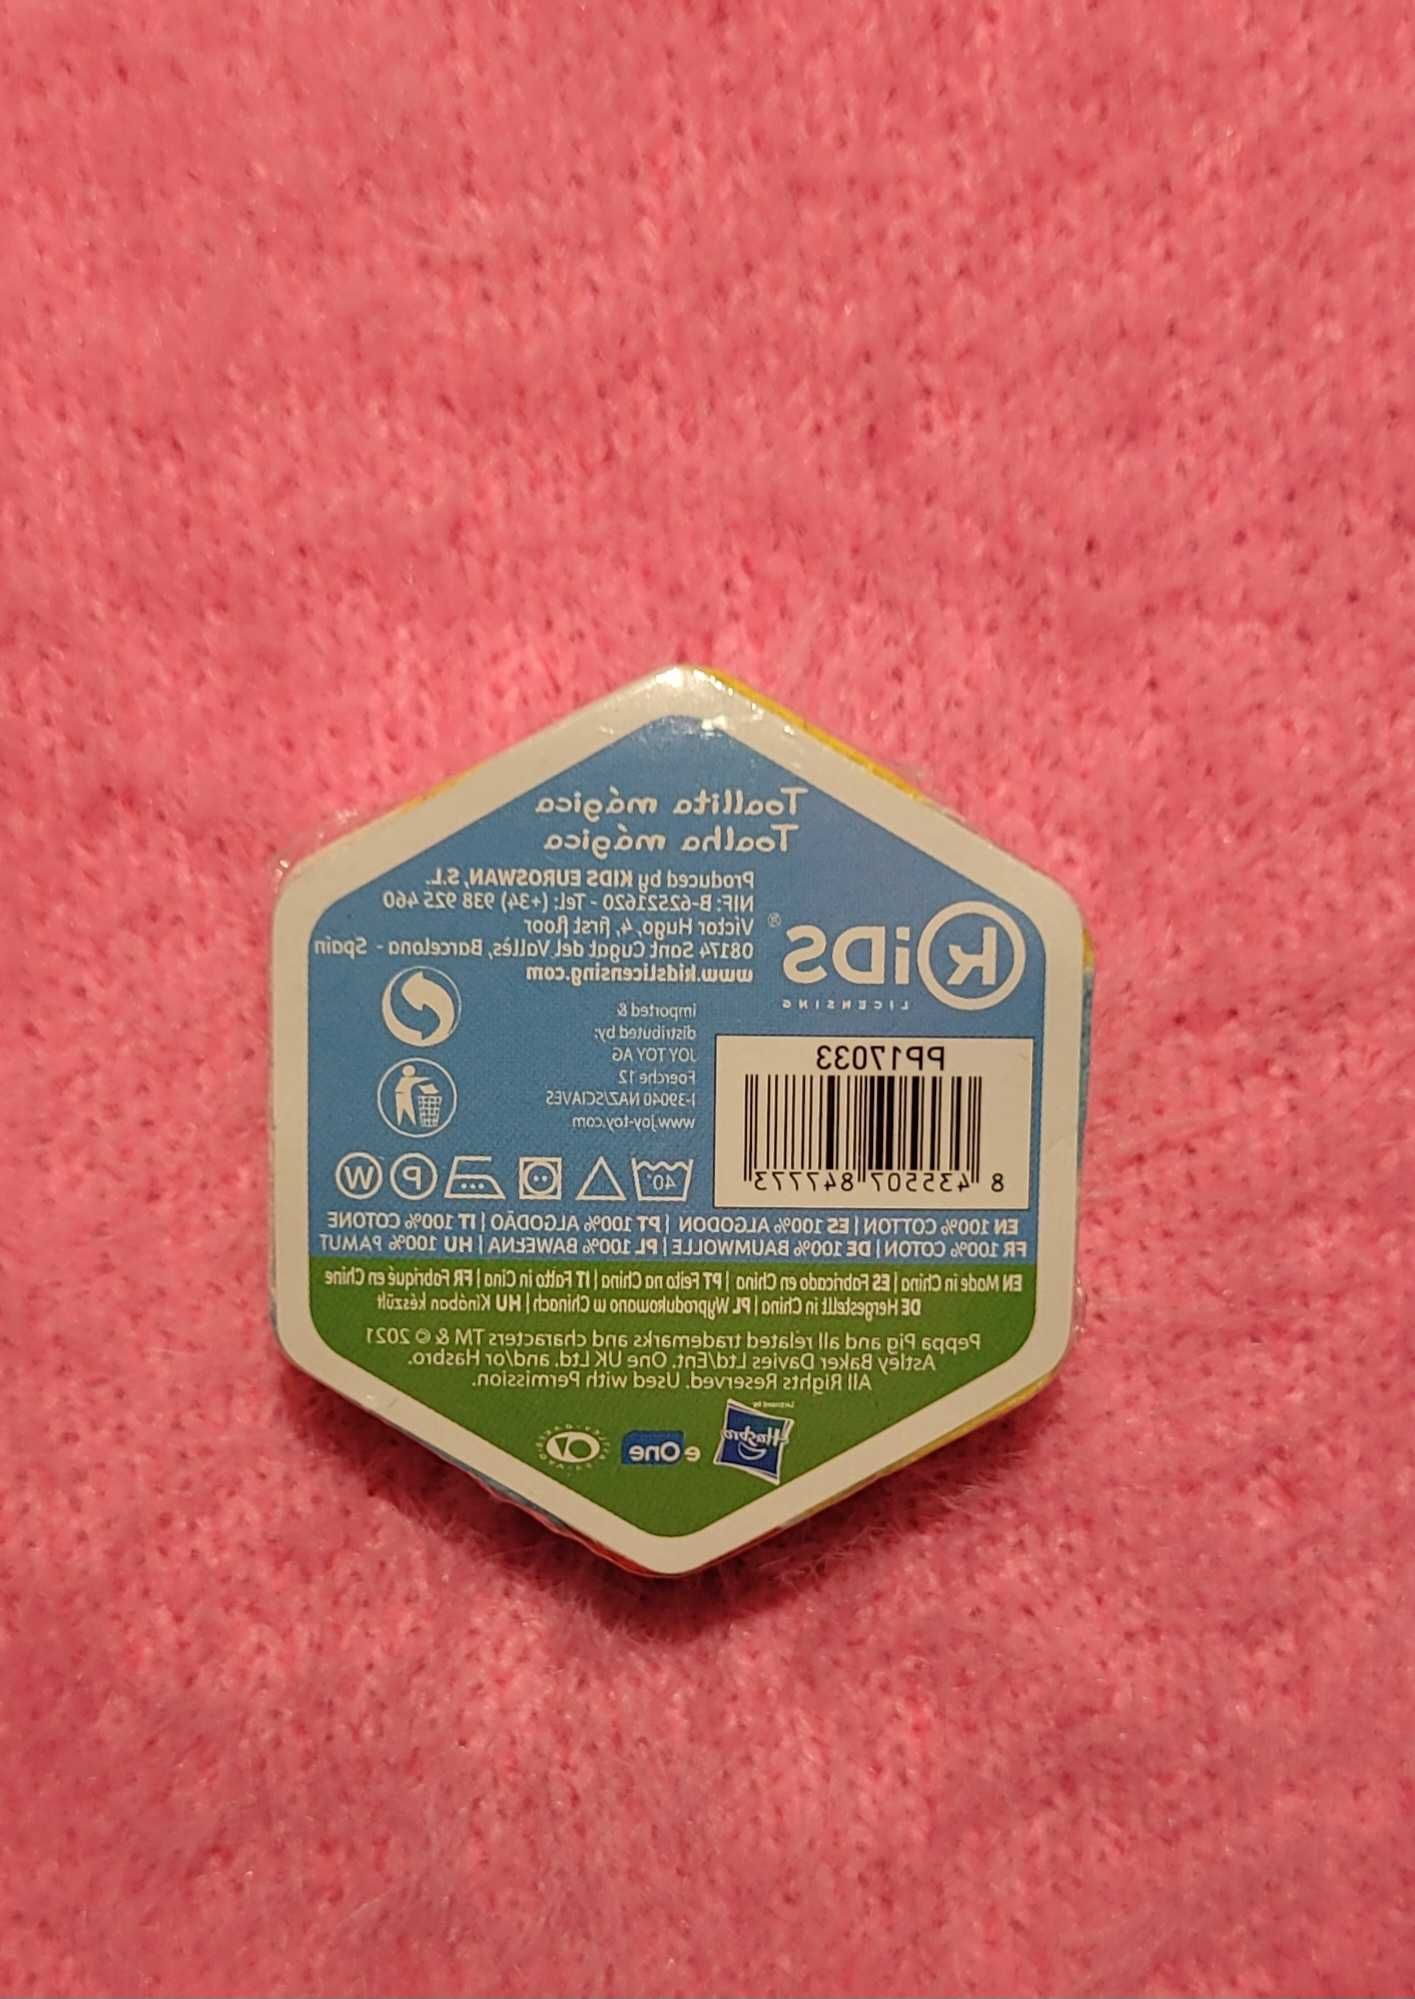 Toallita mágica
Toalha mágica
KiDS®
LICENSING
Produced by KIDS EUROSWAN, S.L.
NIF: B-62521620 - Tel: (+34) 938 925 460
Víctor Hugo, 4, first floor
08174 Sant Cugat del Vallès, Barcelona - Spain
www.kidslicensing.com
imported &
distributed by:
JOY TOY AG
Foerche 12
I-39040 NAZ/SCIAVES
www.joy-toy.com
PP17033
8 435507 847773
40°
P
W
EN 100% COTTON | ES 100% ALGODON | PT 100% ALGODÃO | IT 100% COTONE
FR 100% COTON | DE 100% BAUMWOLLE | PL 100% BAWEŁNA | HU 100% PAMUT
EN Made in China | ES Fabricado en China | PT Feito na China | IT Fatto in Cina | FR Fabriqué en Chine
DE Hergestellt in China | PL Wyprodukowano w Chinach | HU Kínában készült
Peppa Pig and all related trademarks and characters TM & © 2021
Astley Baker Davies Ltd/Ent. One UK Ltd. and/or Hasbro.
All Rights Reserved. Used with Permission.
Licensed by
Hasbro
e One